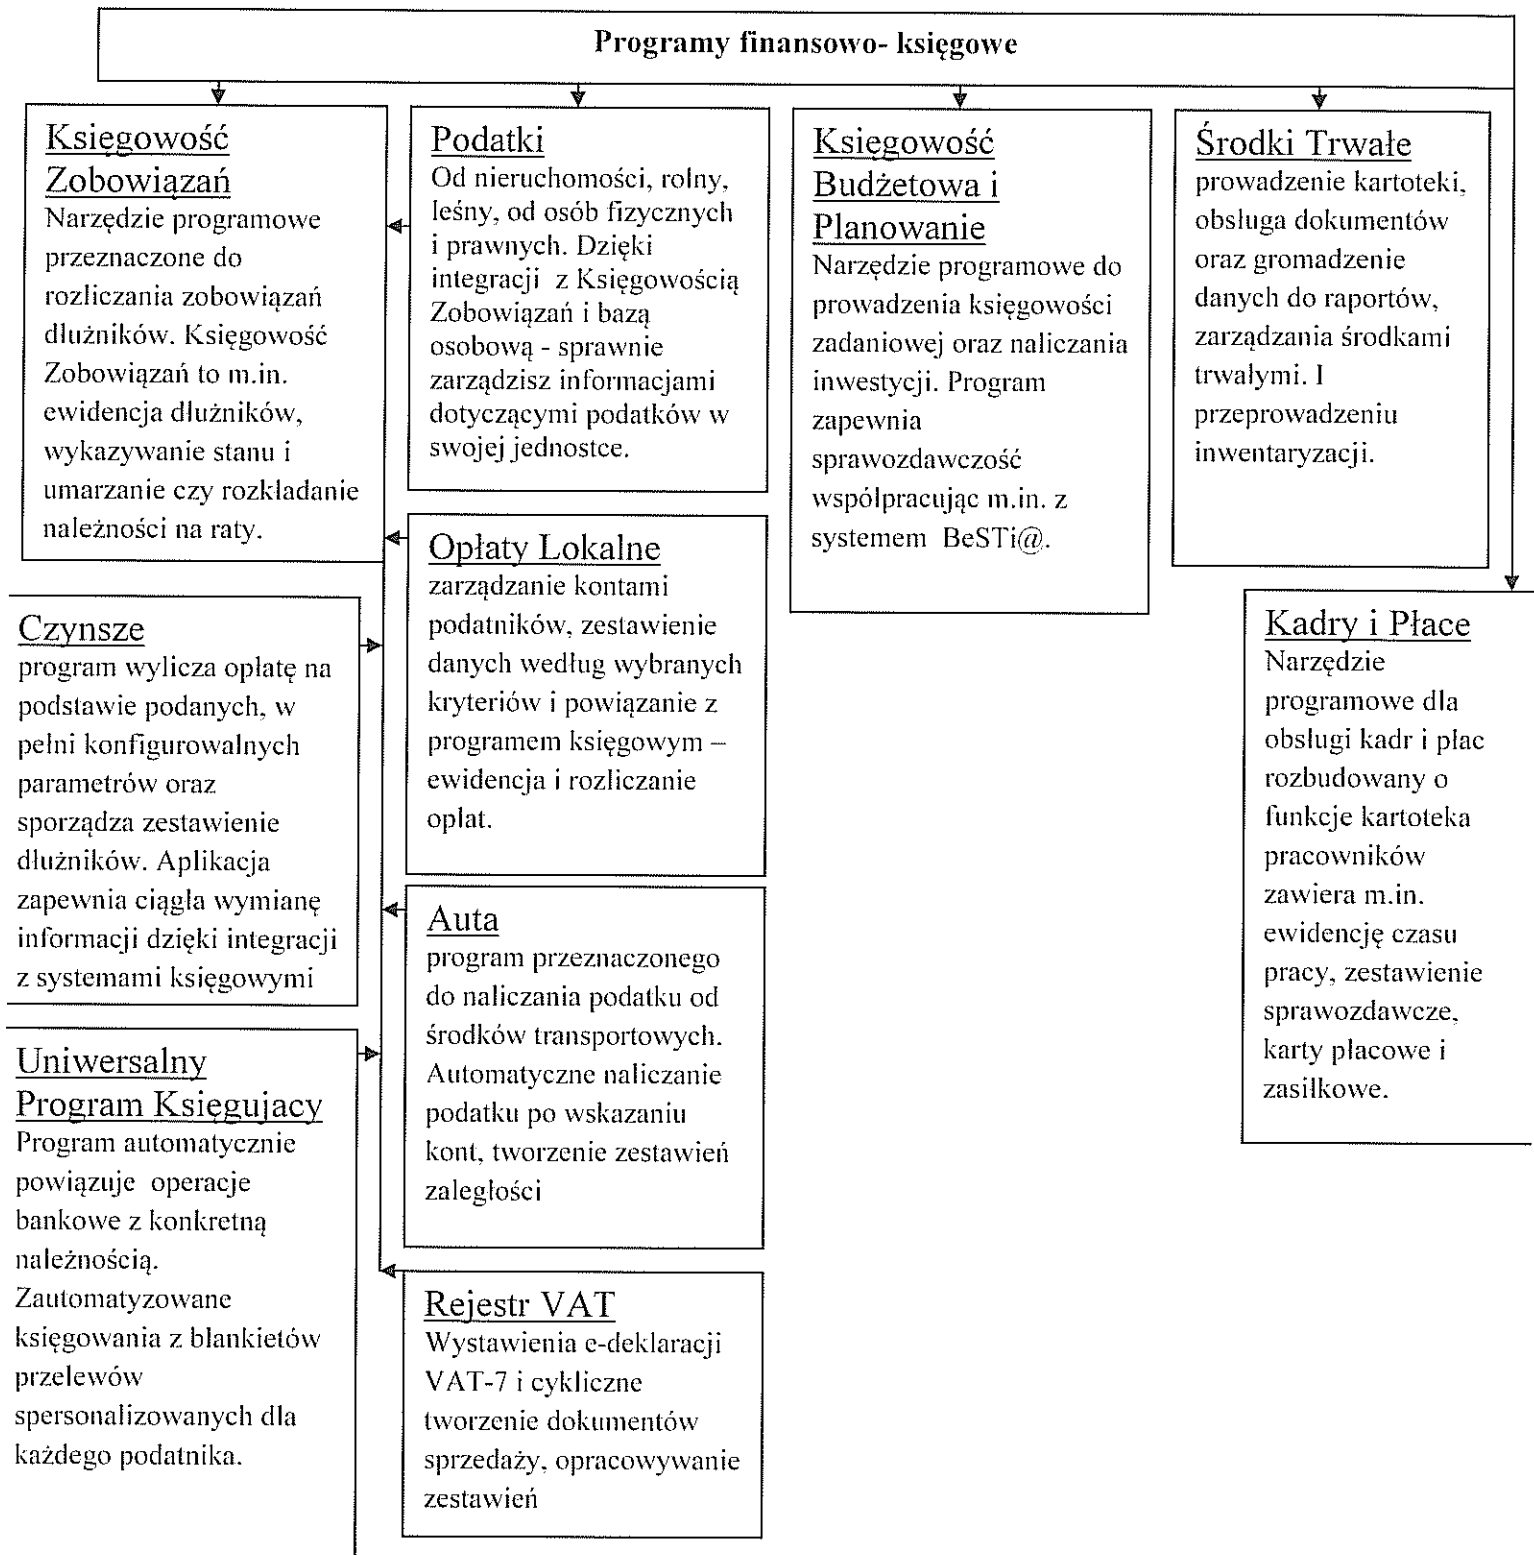 Programy finansowo- księgowe
Księgowość
Zobowiązań
Narzędzie programowe
przeznaczone do
rozliczania zobowiązań
dłużników. Księgowość
Zobowiązań to m.in.
ewidencja dłużników,
wykazywanie stanu i
umarzanie czy rozkładanie
należności na raty.
Podatki
Od nieruchomości, rolny,
leśny, od osób fizycznych
i prawnych. Dzięki
integracji z Księgowością
Zobowiązań i bazą
osobową - sprawnie
zarządzisz informacjami
dotyczącymi podatków w
swojej jednostce.
Księgowość
Budżetowa i
Planowanie
Narzędzie programowe do
prowadzenia księgowości
zadaniowej oraz naliczania
inwestycji. Program
zapewnia
sprawozdawczość
współpracując m.in. z
systemem BeSTi@.
Środki Trwałe
prowadzenie kartoteki,
obsługa dokumentów
oraz gromadzenie
danych do raportów,
zarządzania środkami
trwałymi. I
przeprowadzeniu
inwentaryzacji.
Czynsze
program wylicza opłatę na
podstawie podanych, w
pełni konfigurowalnych
parametrów oraz
sporządza zestawienie
dłużników. Aplikacja
zapewnia ciągła wymianę
informacji dzięki integracji
z systemami księgowymi
Opłaty Lokalne
zarządzanie kontami
podatników, zestawienie
danych według wybranych
kryteriów i powiązanie z
programem księgowym –
ewidencja i rozliczanie
opłat.
Kadry i Płace
Narzędzie
programowe dla
obsługi kadr i płac
rozbudowany o
funkcje kartoteka
pracowników
zawiera m.in.
ewidencję czasu
pracy, zestawienie
sprawozdawcze,
karty płacowe i
zasiłkowe.
Auta
program przeznaczonego
do naliczania podatku od
środków transportowych.
Automatyczne naliczanie
podatku po wskazaniu
kont, tworzenie zestawień
zaległości
Uniwersalny
Program Księgujacy
Program automatycznie
powiązuje operacje
bankowe z konkretną
należnością.
Zautomatyzowane
księgowania z blankietów
przelewów
spersonalizowanych dla
każdego podatnika.
Rejestr VAT
Wystawienia e-deklaracji
VAT-7 i cykliczne
tworzenie dokumentów
sprzedaży, opracowywanie
zestawień